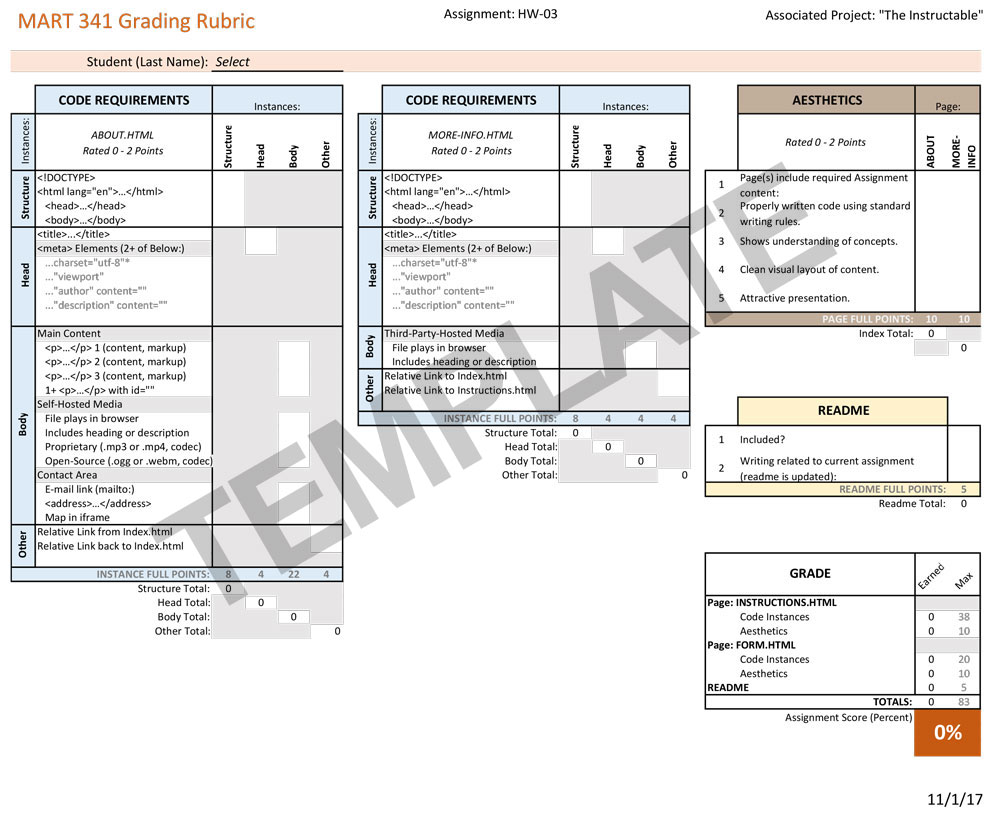 MART 341 Grading Rubric
Assignment: HW-03
Associated Project: "The Instructable"
Student (Last Name): Select
CODE REQUIREMENTS
Instances:
Instances:
ABOUT.HTML
Rated 0 - 2 Points
Structure
Head
Body
Other
Structure
<!DOCTYPE>
<html lang="en">...</html>
<head>...</head>
<body>...</body>
Head
<title>...</title>
<meta> Elements (2+ of Below:)
...charset="utf-8"*
..."viewport"
..."author" content=""
..."description" content=""
Body
Main Content
<p>...</p> 1 (content, markup)
<p>...</p> 2 (content, markup)
<p>...</p> 3 (content, markup)
1+ <p>...</p> with id=""
Self-Hosted Media
File plays in browser
Includes heading or description
Proprietary (.mp3 or .mp4, codec)
Open-Source (.ogg or .webm, codec)
Contact Area
E-mail link (mailto:)
<address>...</address>
Map in iframe
Other
Relative Link from Index.html
Relative Link back to Index.html
INSTANCE FULL POINTS: 8 4 22 4
Structure Total: 0
Head Total: 0
Body Total: 0
Other Total: 0
CODE REQUIREMENTS
Instances:
Instances:
MORE-INFO.HTML
Rated 0 - 2 Points
Structure
Head
Body
Other
Structure
<!DOCTYPE>
<html lang="en">...</html>
<head>...</head>
<body>...</body>
Head
<title>...</title>
<meta> Elements (2+ of Below:)
...charset="utf-8"*
..."viewport"
..."author" content=""
..."description" content=""
Body
Third-Party-Hosted Media
File plays in browser
Includes heading or description
Other
Relative Link to Index.html
Relative Link to Instructions.html
INSTANCE FULL POINTS: 8 4 4 4
Structure Total: 0
Head Total: 0
Body Total: 0
Other Total: 0
AESTHETICS
Page:
Rated 0 - 2 Points
ABOUT
MORE-
INFO
1 Page(s) include required Assignment
content:
2 Properly written code using standard
writing rules.
3 Shows understanding of concepts.
4 Clean visual layout of content.
5 Attractive presentation.
PAGE FULL POINTS: 10 10
Index Total: 0
0
README
1 Included?
2 Writing related to current assignment
(readme is updated):
README FULL POINTS: 5
Readme Total: 0
GRADE
Earned
Max
Page: INSTRUCTIONS.HTML
Code Instances 0 38
Aesthetics 0 10
Page: FORM.HTML
Code Instances 0 20
Aesthetics 0 10
README 0 5
TOTALS: 0 83
Assignment Score (Percent)
0%
TEMPLATE
11/1/17